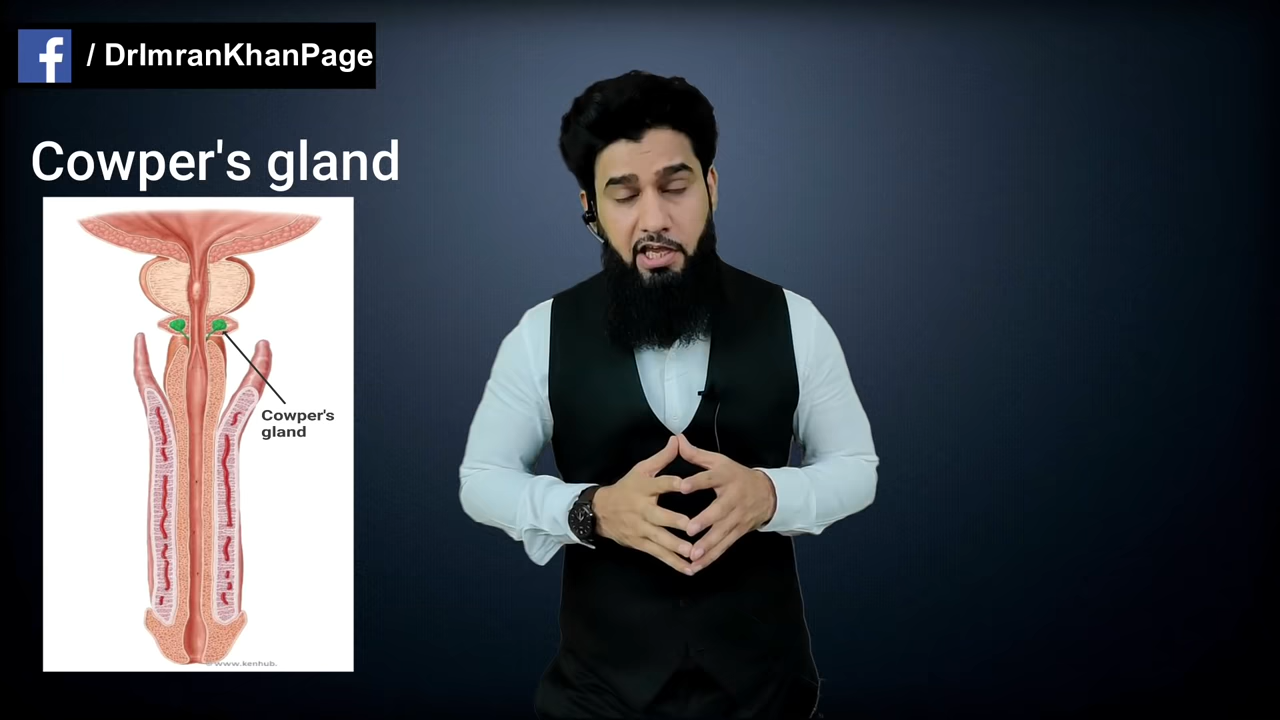 f / DrImranKhanPage
Cowper's gland
Cowper's
gland
© www.kenhub.